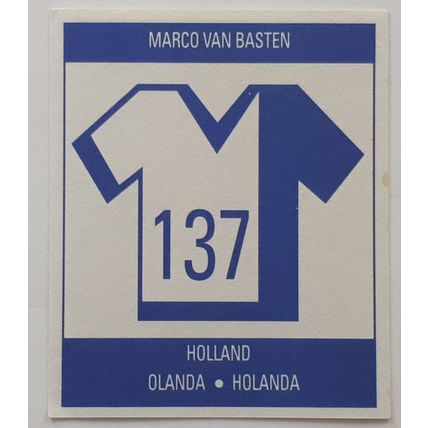 MARCO VAN BASTEN
137
HOLLAND
OLANDA • HOLANDA